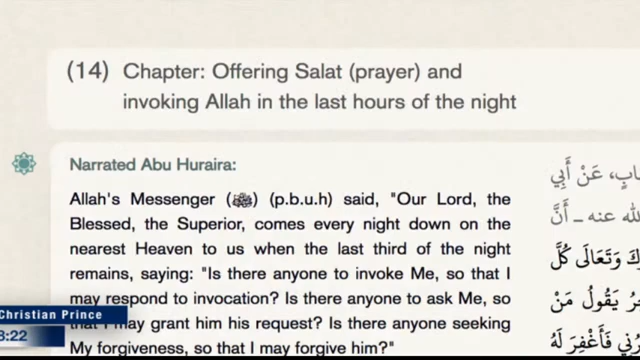 (14) Chapter: Offering Salat (prayer) and
invoking Allah in the last hours of the night
Narrated Abu Huraira:
Allah's Messenger (ﷺ) (p.b.u.h) said, "Our Lord, the
Blessed, the Superior, comes every night down on the
nearest Heaven to us when the last third of the night
remains, saying: "Is there anyone to invoke Me, so that I
may respond to invocation? Is there anyone to ask Me, so
that I may grant him his request? Is there anyone seeking
My forgiveness, so that I may forgive him?"
عَنْ أَبِي
الله عنه ـ أَنَّ
وَتَعَالَى كُلَّ
يَقُولُ مَنْ
فَأَغْفِرَ لَهُ
Christian Prince
8:22